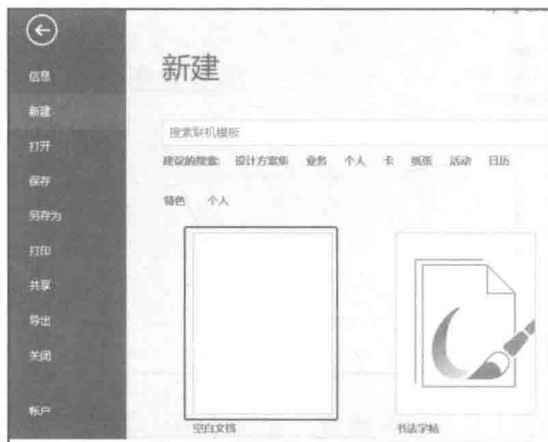 信息
新建
打开
保存
另存为
打印
共享
导出
关闭
帐户
新建
搜索联机模板
建议的搜索: 设计方案集 业务 个人 卡 纸张 活动 日历
特色 个人
空白文档
书法字帖